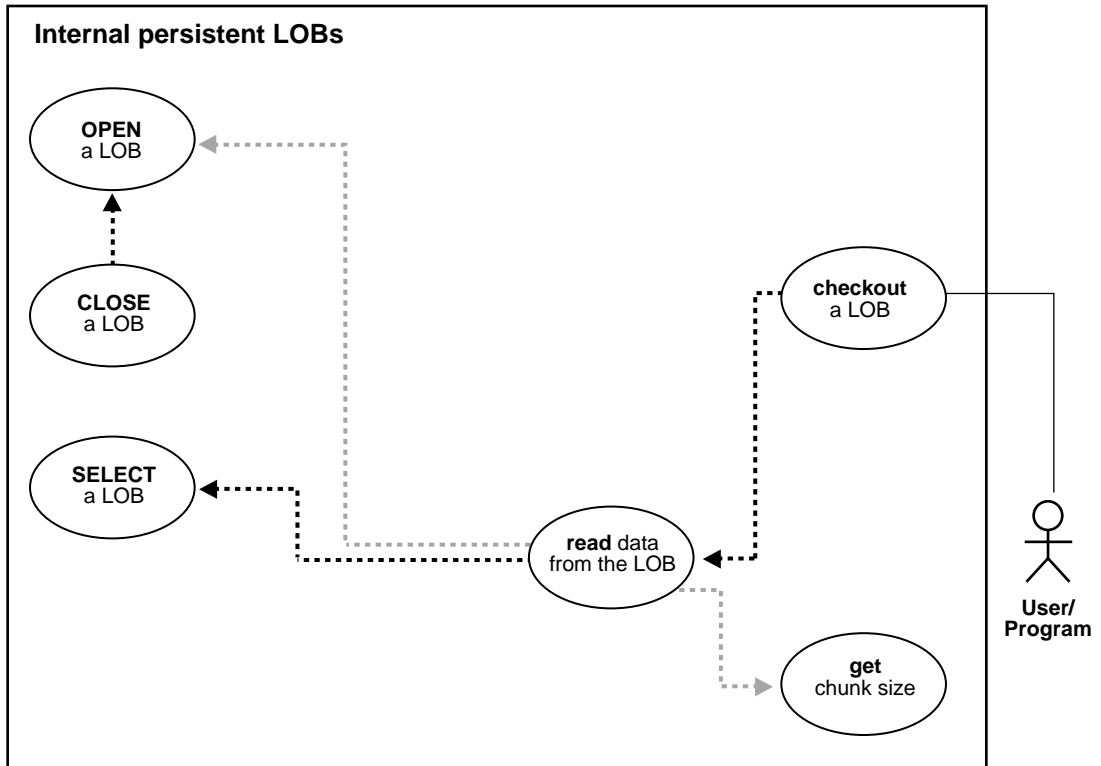 Internal persistent LOBs
OPEN
a LOB
CLOSE
a LOB
checkout
a LOB
SELECT
a LOB
read data
from the LOB
User/
Program
get
chunk size